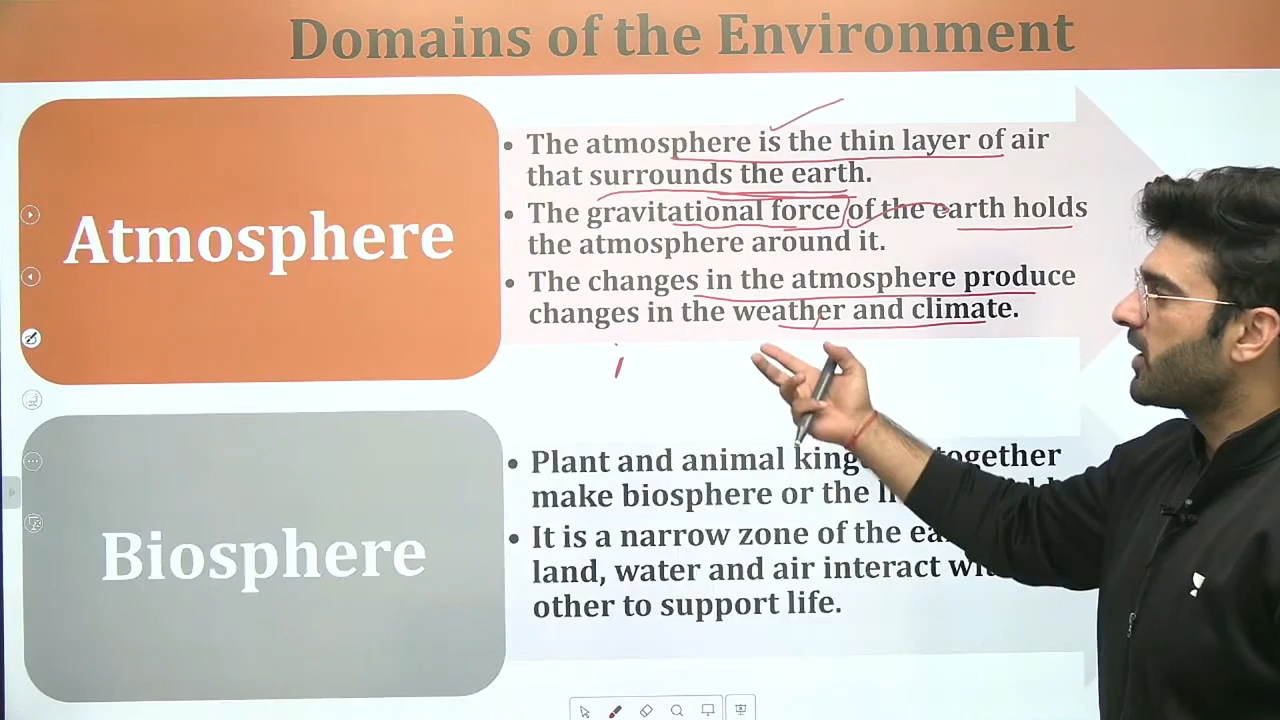 Domains of the Environment
Atmosphere
• The atmosphere is the thin layer of air
that surrounds the earth.
• The gravitational force of the earth holds
the atmosphere around it.
• The changes in the atmosphere produce
changes in the weather and climate.
Biosphere
• Plant and animal together
make biosphere or the
• It is a narrow zone of the
land, water and air interact
other to support life.